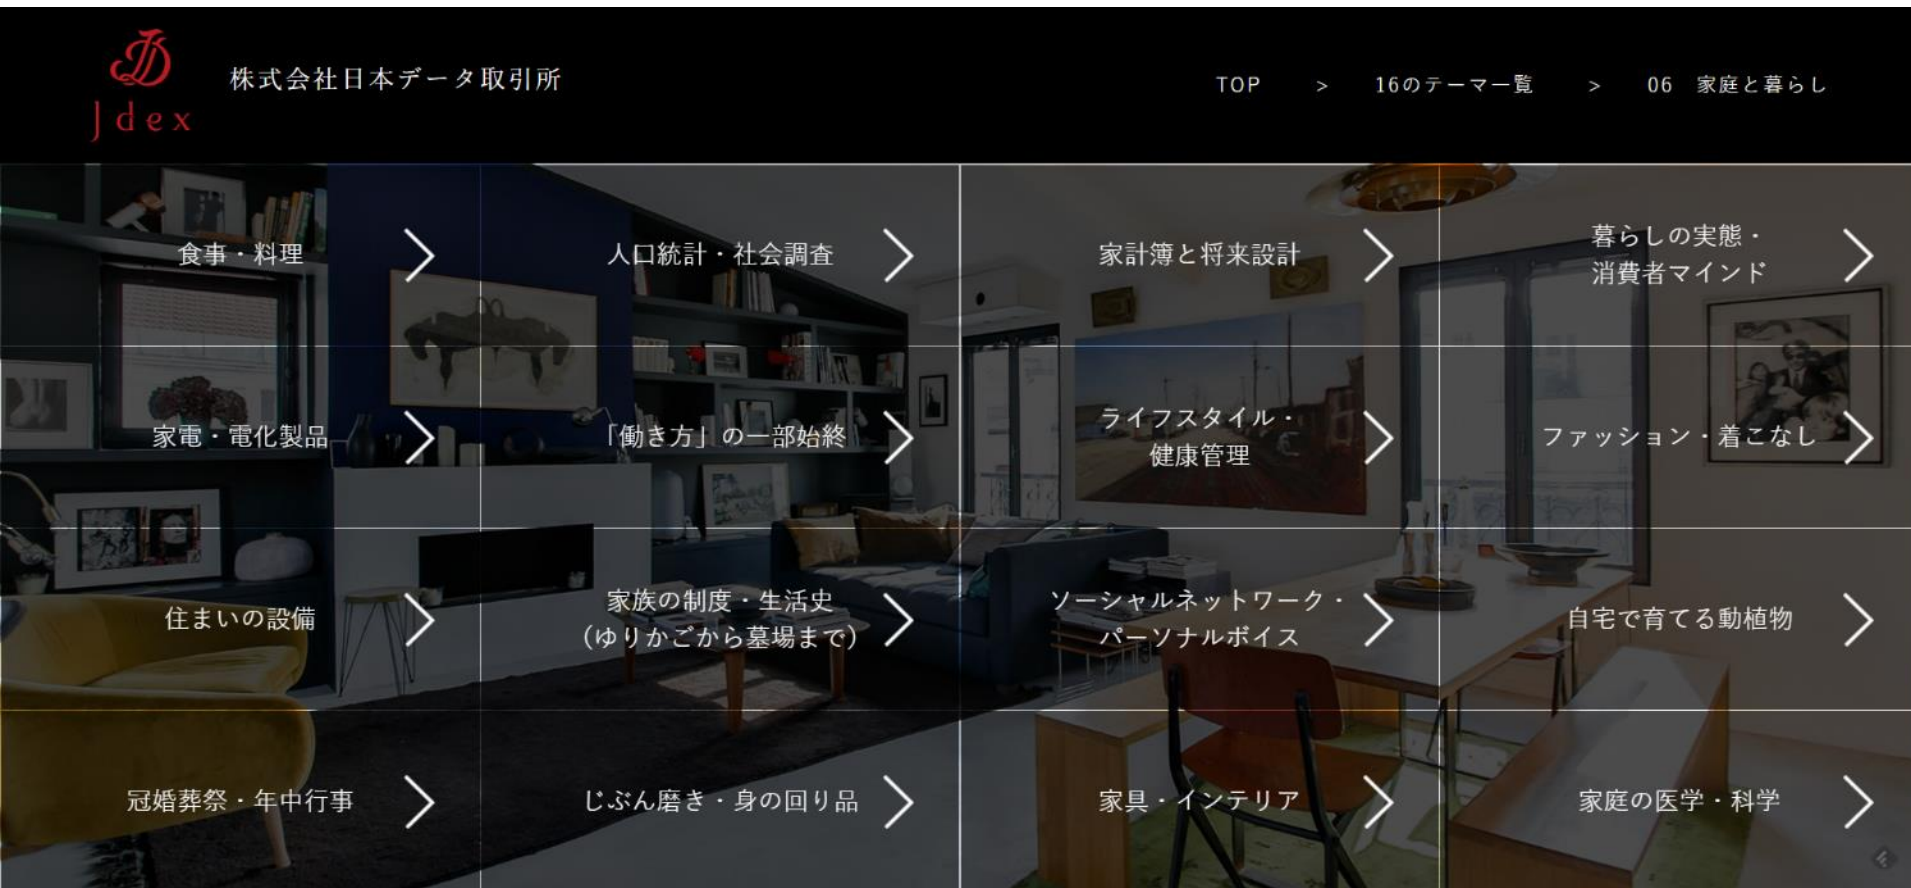 Jdex
株式会社日本データ取引所
TOP > 16のテーマ一覧 > 06 家庭と暮らし
食事・料理
人口統計・社会調査
家計簿と将来設計
暮らしの実態・
消費者マインド
家電・電化製品
「働き方」の一部始終
ライフスタイル・
健康管理
ファッション・着こなし
住まいの設備
家族の制度・生活史
(ゆりかごから墓場まで)
ソーシャルネットワーク・
パーソナルボイス
自宅で育てる動植物
冠婚葬祭・年中行事
じぶん磨き・身の回り品
家具・インテリア
家庭の医学・科学